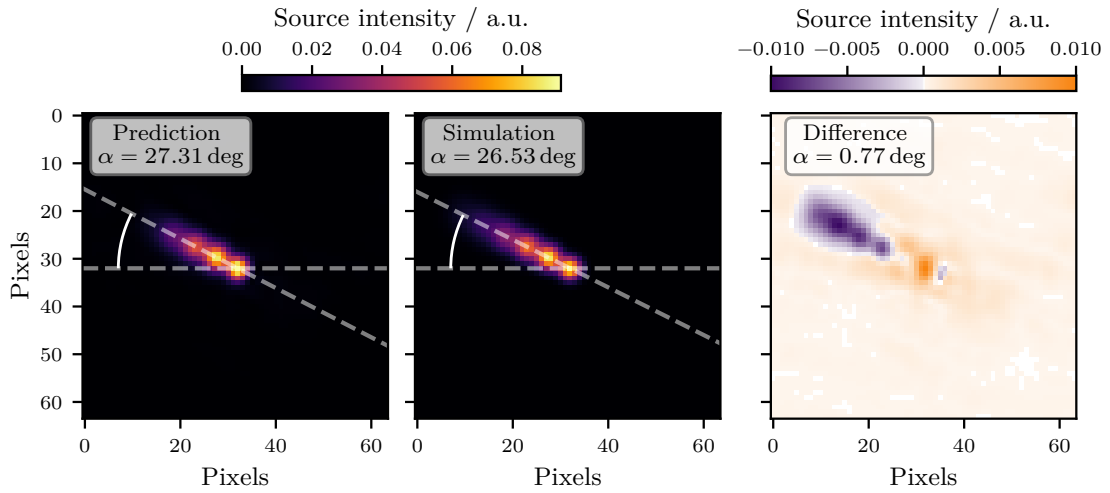 Source intensity / a.u.
0.00 0.02 0.04 0.06 0.08
Source intensity / a.u.
−0.010 −0.005 0.000 0.005 0.010
Prediction
α = 27.31 deg
Simulation
α = 26.53 deg
Difference
α = 0.77 deg
Pixels
0
10
20
30
40
50
60
0 20 40 60
0 20 40 60
0 20 40 60
Pixels
Pixels
Pixels